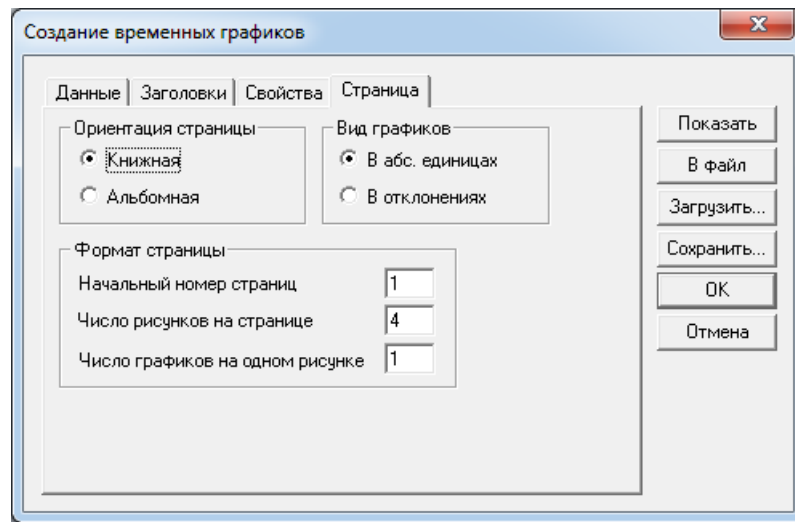 Создание временных графиков
Данные Заголовки Свойства Страница
Ориентация страницы
Книжная
Альбомная
Вид графиков
В абс. единицах
В отклонениях
Формат страницы
Начальный номер страниц 1
Число рисунков на странице 4
Число графиков на одном рисунке 1
Показать
В файл
Загрузить...
Сохранить...
OK
Отмена